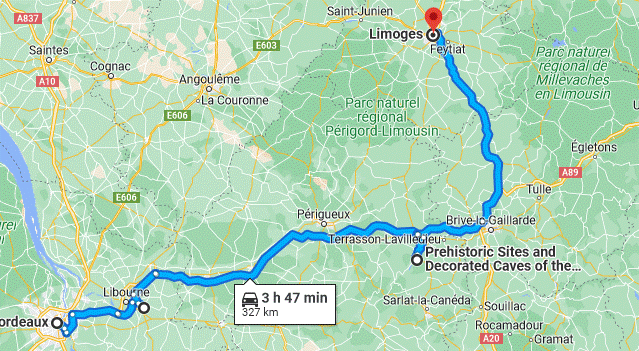 A837
Saint-Junien
Limoges
Feytiat
Saintes
E603
Parc naturel
régional de
Millevaches
en Limousin
Cognac
A10
Angoulême
La Couronne
E606
Parc naturel
régional
Périgord-Limousin
Égletons
A89
Tulle
E606
Périgueux
Brive-la-Gaillarde
Terrasson-Lavilledieu
Prehistoric Sites and
Decorated Caves of the...
3 h 47 min
327 km
Libourne
Sarlat-la-Canéda
Souillac
ordeaux
Rocamadour
A20
Gramat